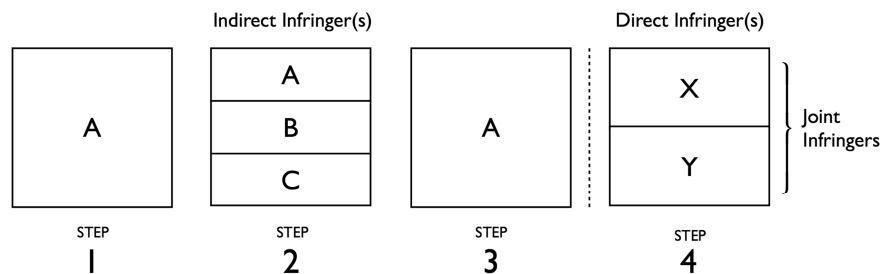 Indirect Infringer(s)
Direct Infringer(s)
A
A
B
C
A
X
Y
Joint
Infringers
STEP
1
STEP
2
STEP
3
STEP
4